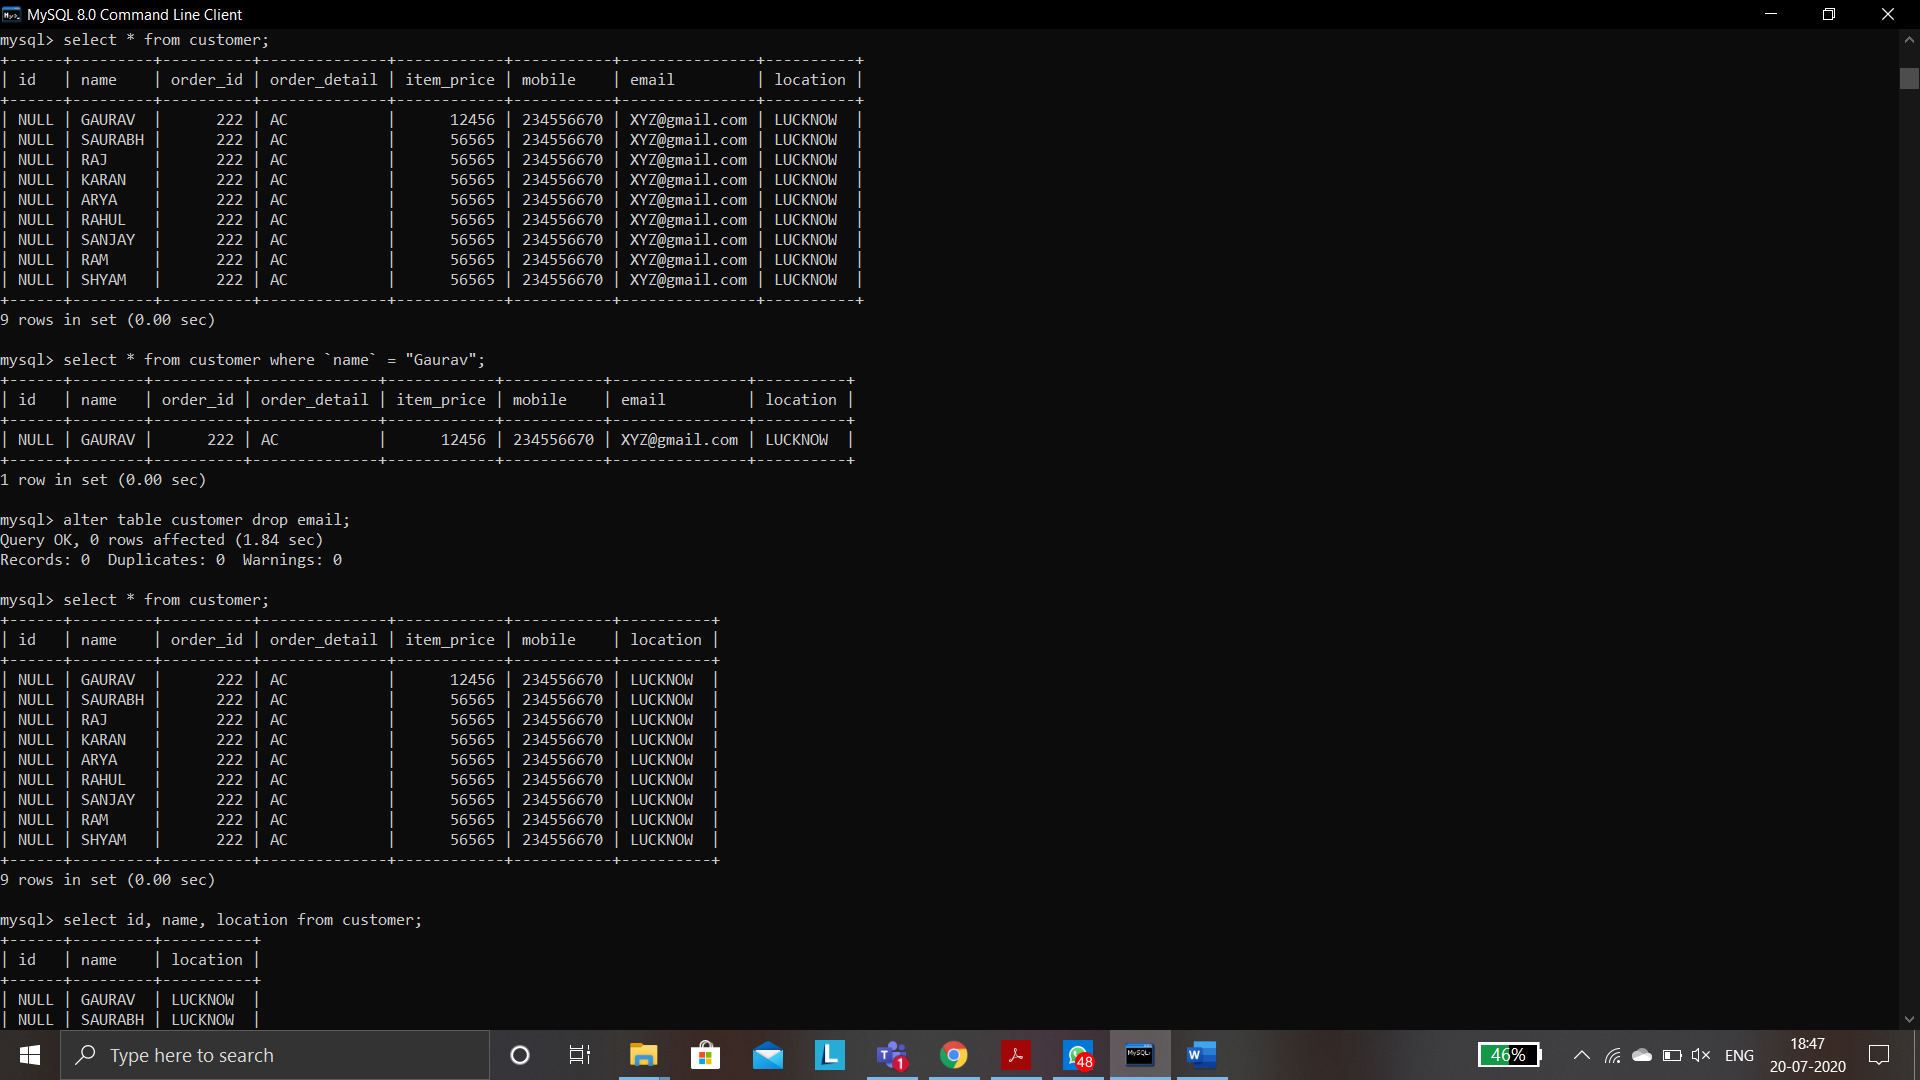 MySQL 8.0 Command Line Client
mysql> select * from customer;
+------+---------+----------+--------------+------------+-----------+---------------+----------+
| id   | name    | order_id | order_detail | item_price | mobile    | email         | location |
+------+---------+----------+--------------+------------+-----------+---------------+----------+
| NULL | GAURAV  |      222 | AC           |      12456 | 234556670 | XYZ@gmail.com | LUCKNOW  |
| NULL | SAURABH |      222 | AC           |      56565 | 234556670 | XYZ@gmail.com | LUCKNOW  |
| NULL | RAJ     |      222 | AC           |      56565 | 234556670 | XYZ@gmail.com | LUCKNOW  |
| NULL | KARAN   |      222 | AC           |      56565 | 234556670 | XYZ@gmail.com | LUCKNOW  |
| NULL | ARYA    |      222 | AC           |      56565 | 234556670 | XYZ@gmail.com | LUCKNOW  |
| NULL | RAHUL   |      222 | AC           |      56565 | 234556670 | XYZ@gmail.com | LUCKNOW  |
| NULL | SANJAY  |      222 | AC           |      56565 | 234556670 | XYZ@gmail.com | LUCKNOW  |
| NULL | RAM     |      222 | AC           |      56565 | 234556670 | XYZ@gmail.com | LUCKNOW  |
| NULL | SHYAM   |      222 | AC           |      56565 | 234556670 | XYZ@gmail.com | LUCKNOW  |
+------+---------+----------+--------------+------------+-----------+---------------+----------+
9 rows in set (0.00 sec)
mysql> select * from customer where `name` = "Gaurav";
+------+--------+----------+--------------+------------+-----------+---------------+----------+
| id   | name   | order_id | order_detail | item_price | mobile    | email         | location |
+------+--------+----------+--------------+------------+-----------+---------------+----------+
| NULL | GAURAV |      222 | AC           |      12456 | 234556670 | XYZ@gmail.com | LUCKNOW  |
+------+--------+----------+--------------+------------+-----------+---------------+----------+
1 row in set (0.00 sec)
mysql> alter table customer drop email;
Query OK, 0 rows affected (1.84 sec)
Records: 0  Duplicates: 0  Warnings: 0
mysql> select * from customer;
+------+---------+----------+--------------+------------+-----------+----------+
| id   | name    | order_id | order_detail | item_price | mobile    | location |
+------+---------+----------+--------------+------------+-----------+----------+
| NULL | GAURAV  |      222 | AC           |      12456 | 234556670 | LUCKNOW  |
| NULL | SAURABH |      222 | AC           |      56565 | 234556670 | LUCKNOW  |
| NULL | RAJ     |      222 | AC           |      56565 | 234556670 | LUCKNOW  |
| NULL | KARAN   |      222 | AC           |      56565 | 234556670 | LUCKNOW  |
| NULL | ARYA    |      222 | AC           |      56565 | 234556670 | LUCKNOW  |
| NULL | RAHUL   |      222 | AC           |      56565 | 234556670 | LUCKNOW  |
| NULL | SANJAY  |      222 | AC           |      56565 | 234556670 | LUCKNOW  |
| NULL | RAM     |      222 | AC           |      56565 | 234556670 | LUCKNOW  |
| NULL | SHYAM   |      222 | AC           |      56565 | 234556670 | LUCKNOW  |
+------+---------+----------+--------------+------------+-----------+----------+
9 rows in set (0.00 sec)
mysql> select id, name, location from customer;
+------+---------+----------+
| id   | name    | location |
+------+---------+----------+
| NULL | GAURAV  | LUCKNOW  |
| NULL | SAURABH | LUCKNOW  |
Type here to search
L
T 1
48
MySQL
W
46%
ENG
18:47
20-07-2020